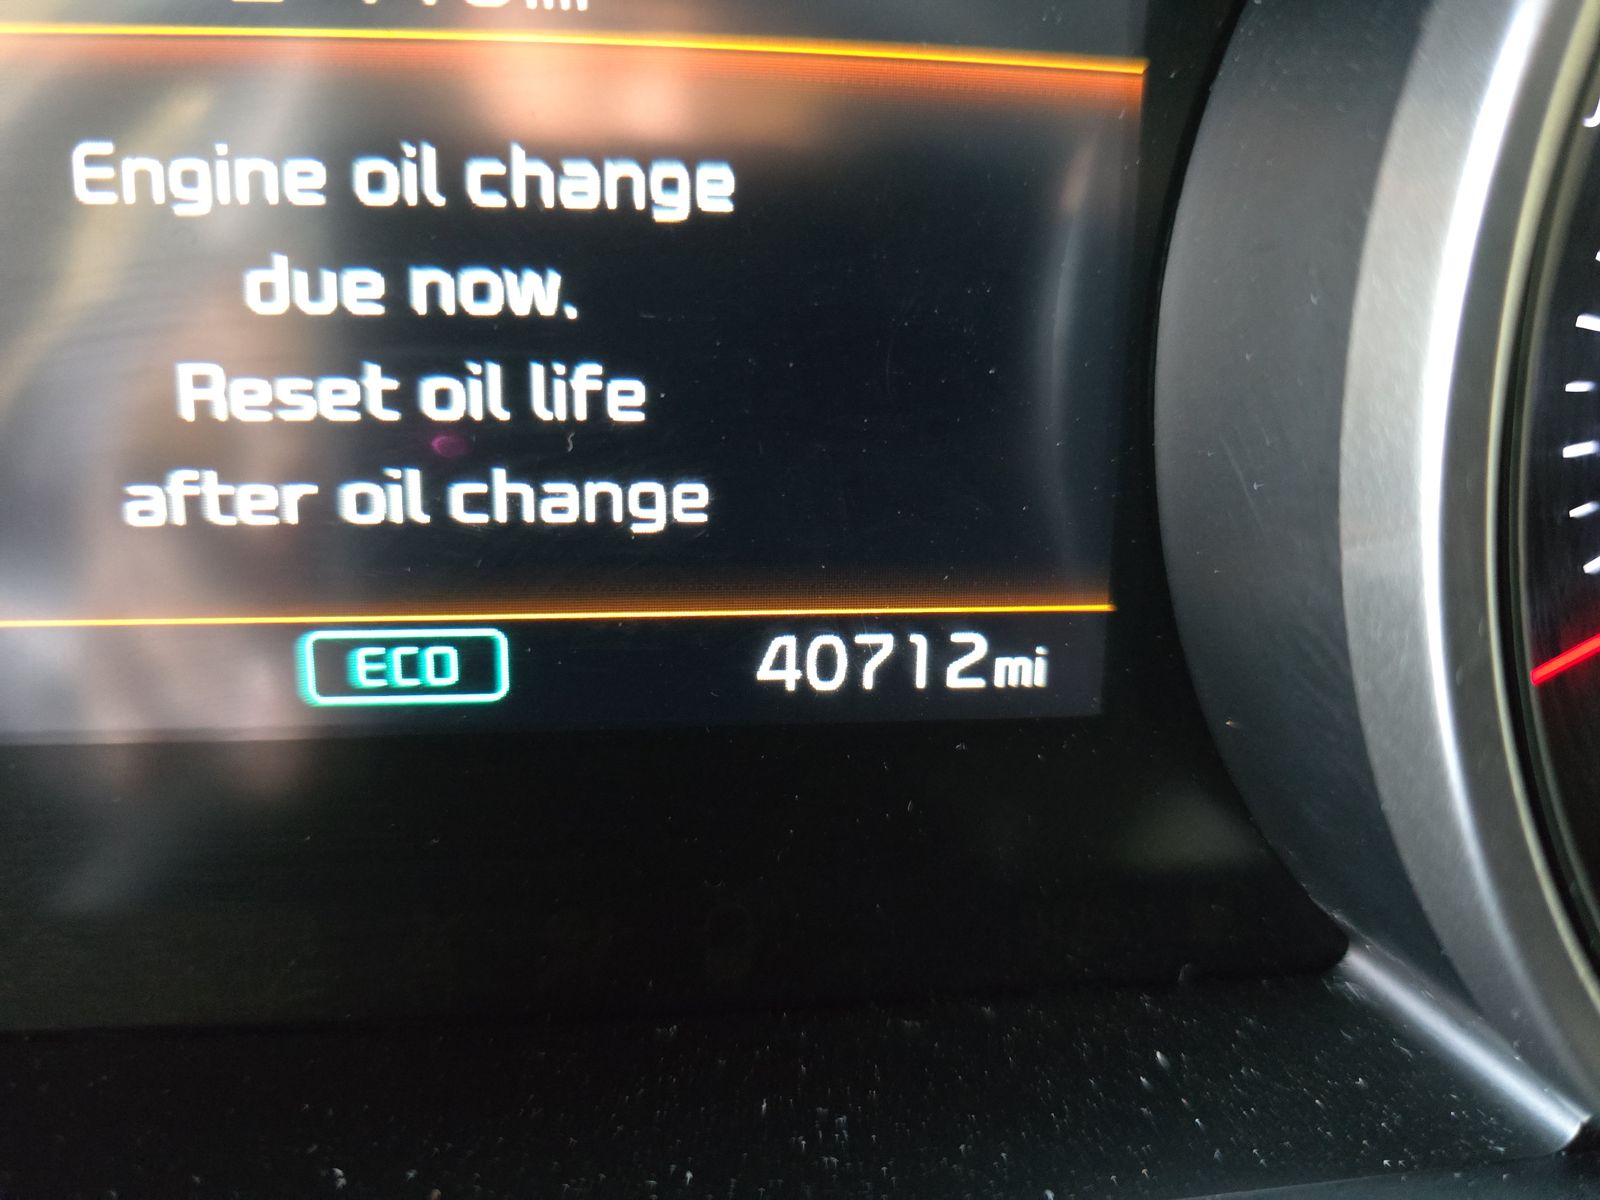 Engine oil change
due now.
Reset oil life
after oil change
ECO
40712mi